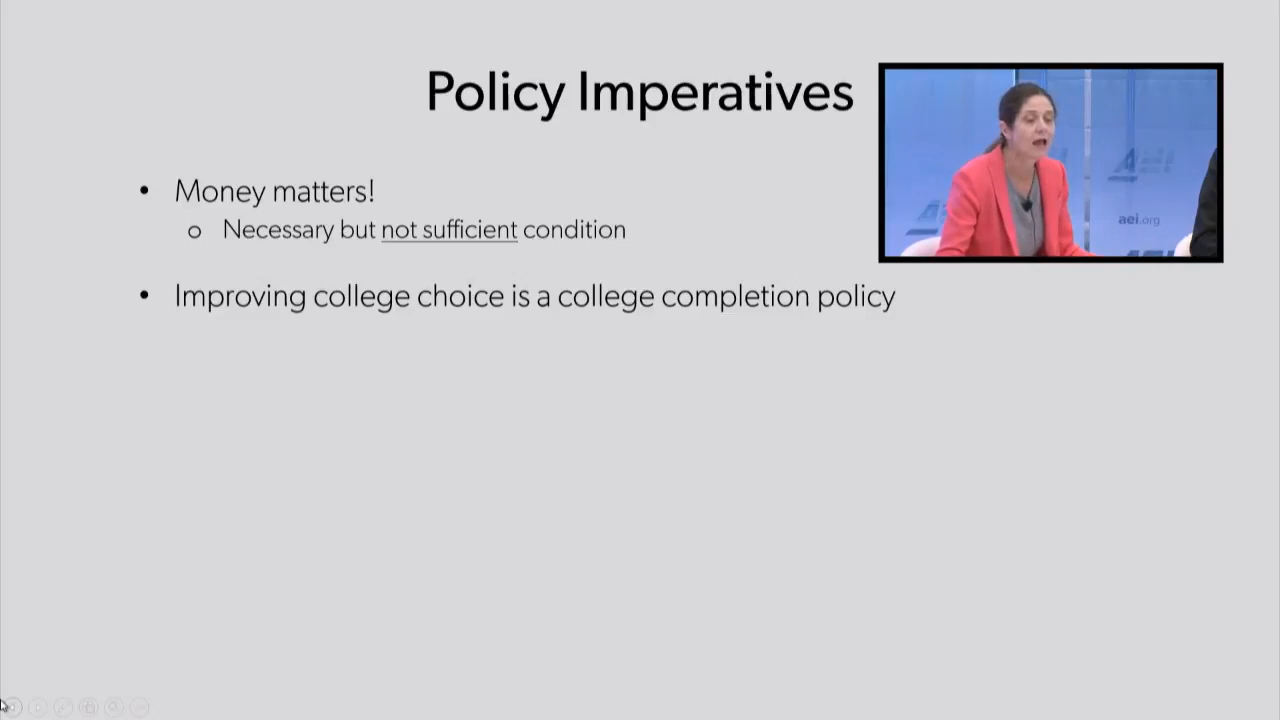 Policy Imperatives
• Money matters!
o Necessary but not sufficient condition
• Improving college choice is a college completion policy
AEI
aei.org